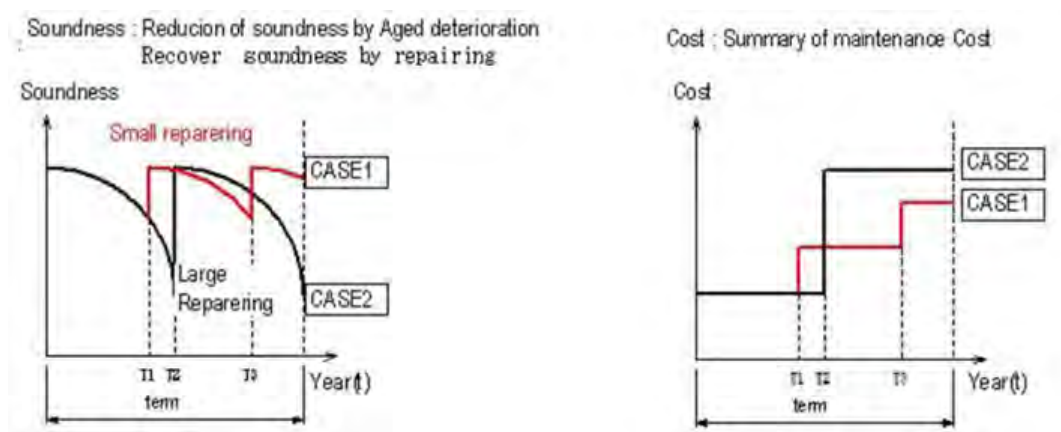 Soundness : Reducion of soundness by Aged deterioration
Recover soundness by repairing
Soundness
Small reparering
CASE1
Large
Reparering
CASE2
T1 T2 T3 Year(t)
term
Cost : Summary of maintenance Cost
Cost
CASE2
CASE1
T1 T2 T3 Year(t)
term